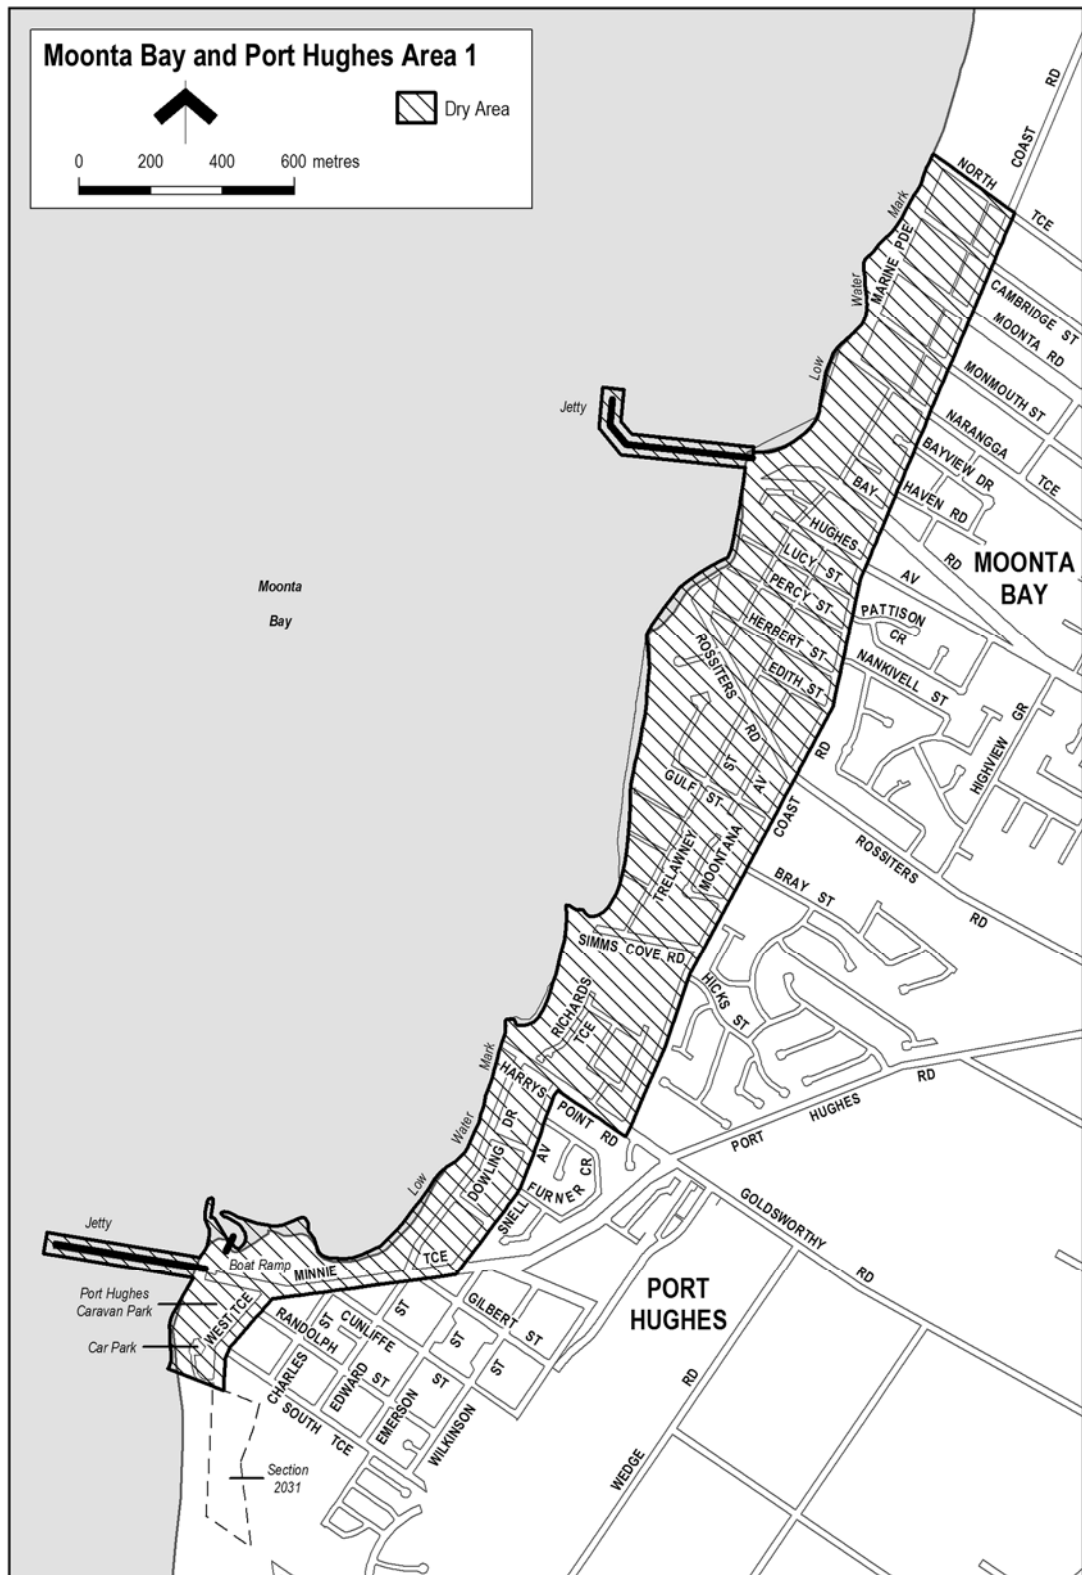 Moonta Bay and Port Hughes Area 1
Dry Area
0 200 400 600 metres
COAST RD
NORTH TCE
Low Water Mark
MARINE PDE
CAMBRIDGE ST
MOONTA RD
MONMOUTH ST
NARANGGA TCE
BAYVIEW DR
HAVEN RD
BAY RD
Jetty
HUGHES AV
LUCY ST
PERCY ST
HERBERT ST
EDITH ST
MOONTA
BAY
Moonta
Bay
PATTISON
CR
NANKIVELL ST
ROSSITERS RD
HIGHVIEW GR
GULF ST
TRELAWNEY ST
MOONTANA AV
COAST RD
ROSSITERS RD
BRAY ST
SIMMS COVE RD
HICKS ST
RICHARDS
TCE
HARRYS POINT RD
PORT HUGHES RD
Low Water Mark
DOWLING DR
SNELL AV
FURNER CR
GOLDSWORTHY RD
Jetty
Boat Ramp
MINNIE TCE
Port Hughes
Caravan Park
WEST TCE
Car Park
PORT
HUGHES
RANDOLPH ST
CUNLIFFE ST
GILBERT ST
CHARLES ST
EDWARD ST
EMERSON ST
WILKINSON ST
SOUTH TCE
WEDGE RD
Section
2031